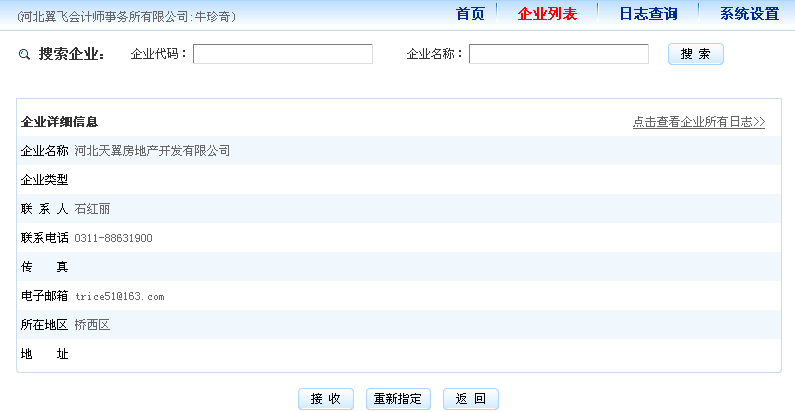 (河北翼飞会计师事务所有限公司:牛珍奇) 首页 企业列表 日志查询 系统设置
搜索企业： 企业代码： 企业名称： 搜 索
企业详细信息 点击查看企业所有日志>>
企业名称 河北天翼房地产开发有限公司
企业类型
联 系 人 石红丽
联系电话 0311-88631900
传 真
电子邮箱 trice51@163.com
所在地区 桥西区
地 址
接 收 重新指定 返 回